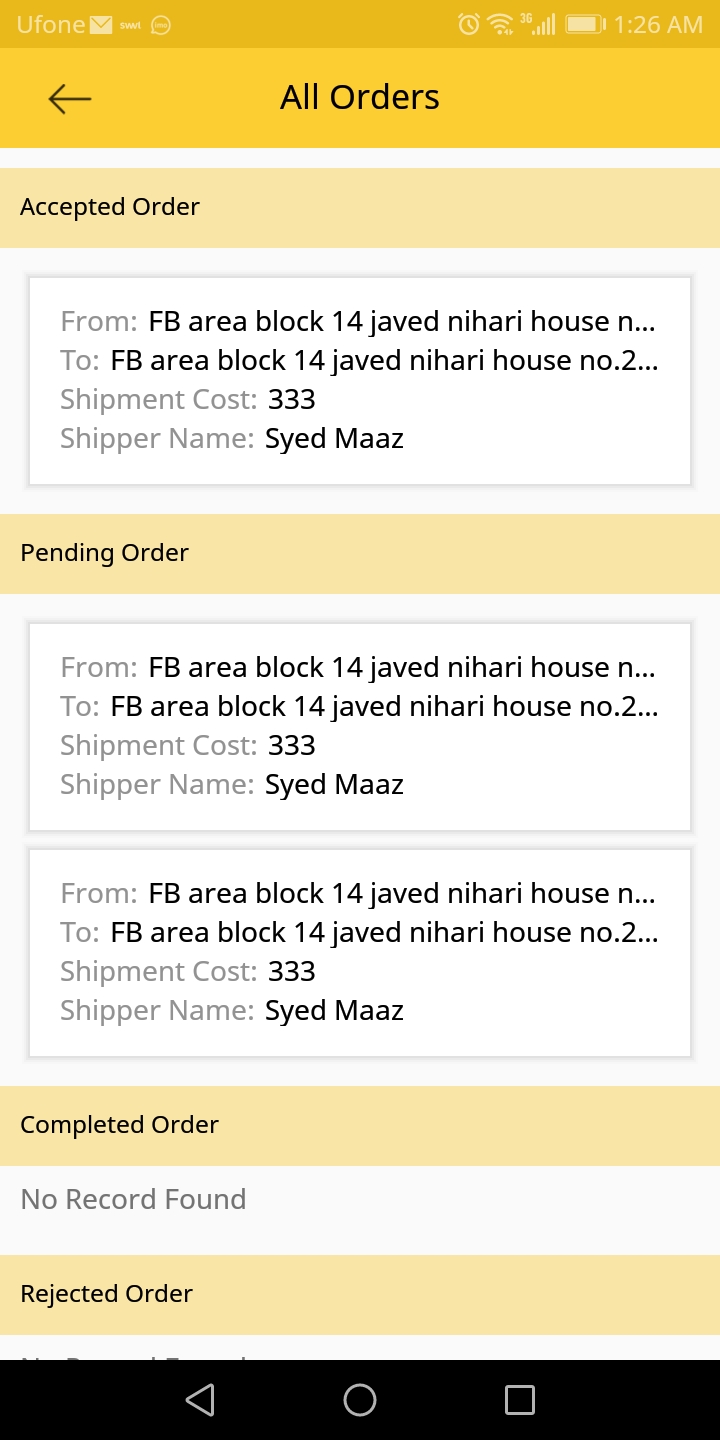 Ufone swvl imo 3G 1:26 AM
All Orders
Accepted Order
From: FB area block 14 javed nihari house n...
To: FB area block 14 javed nihari house no.2...
Shipment Cost: 333
Shipper Name: Syed Maaz
Pending Order
From: FB area block 14 javed nihari house n...
To: FB area block 14 javed nihari house no.2...
Shipment Cost: 333
Shipper Name: Syed Maaz
From: FB area block 14 javed nihari house n...
To: FB area block 14 javed nihari house no.2...
Shipment Cost: 333
Shipper Name: Syed Maaz
Completed Order
No Record Found
Rejected Order